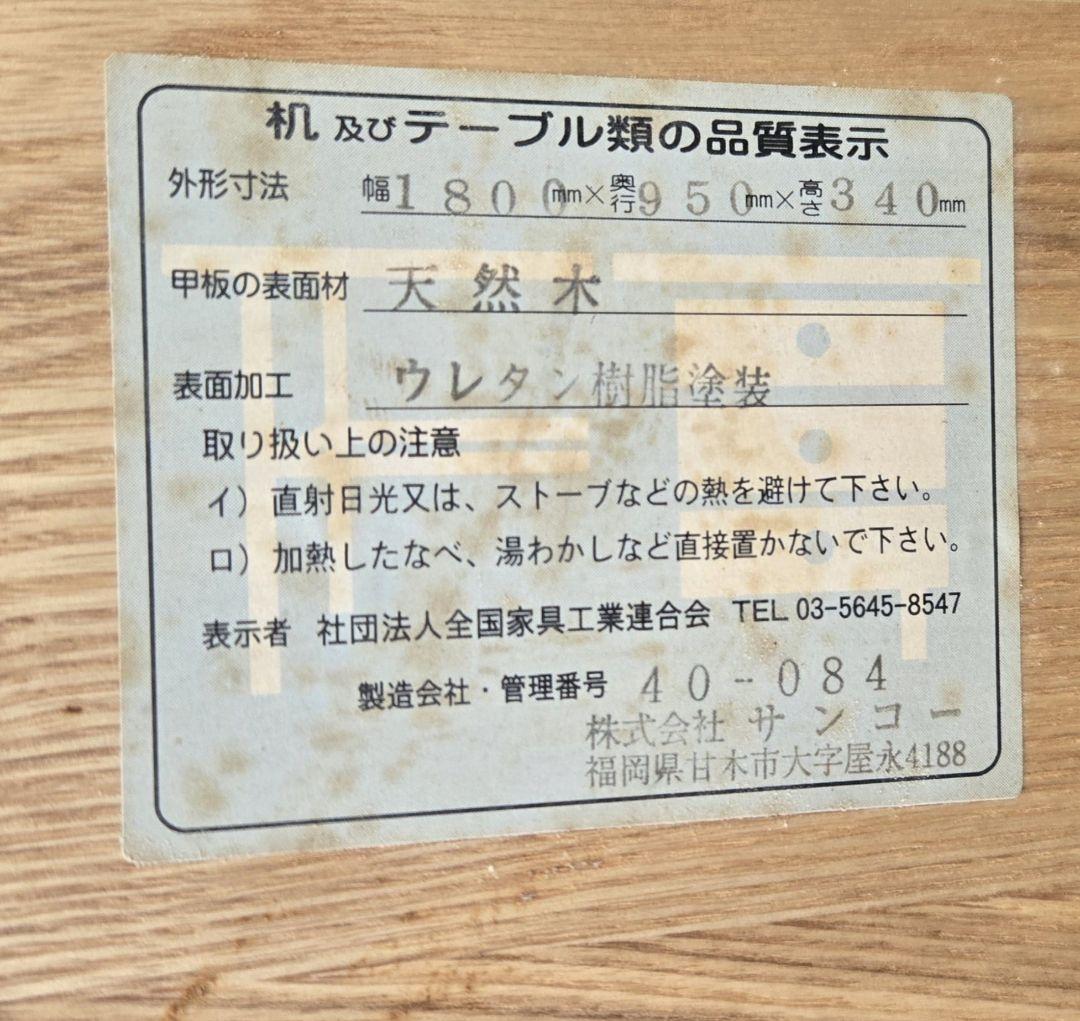 机及びテーブル類の品質表示
外形寸法 幅1800mm×奥行950mm×高さ340mm
甲板の表面材 天然木
表面加工 ウレタン樹脂塗装
取り扱い上の注意
イ）直射日光又は、ストーブなどの熱を避けて下さい。
ロ）加熱したなべ、湯わかしなど直接置かないで下さい。
表示者 社団法人全国家具工業連合会 TEL 03-5645-8547
製造会社・管理番号 40-084
株式会社 サンコー
福岡県甘木市大字屋永4188